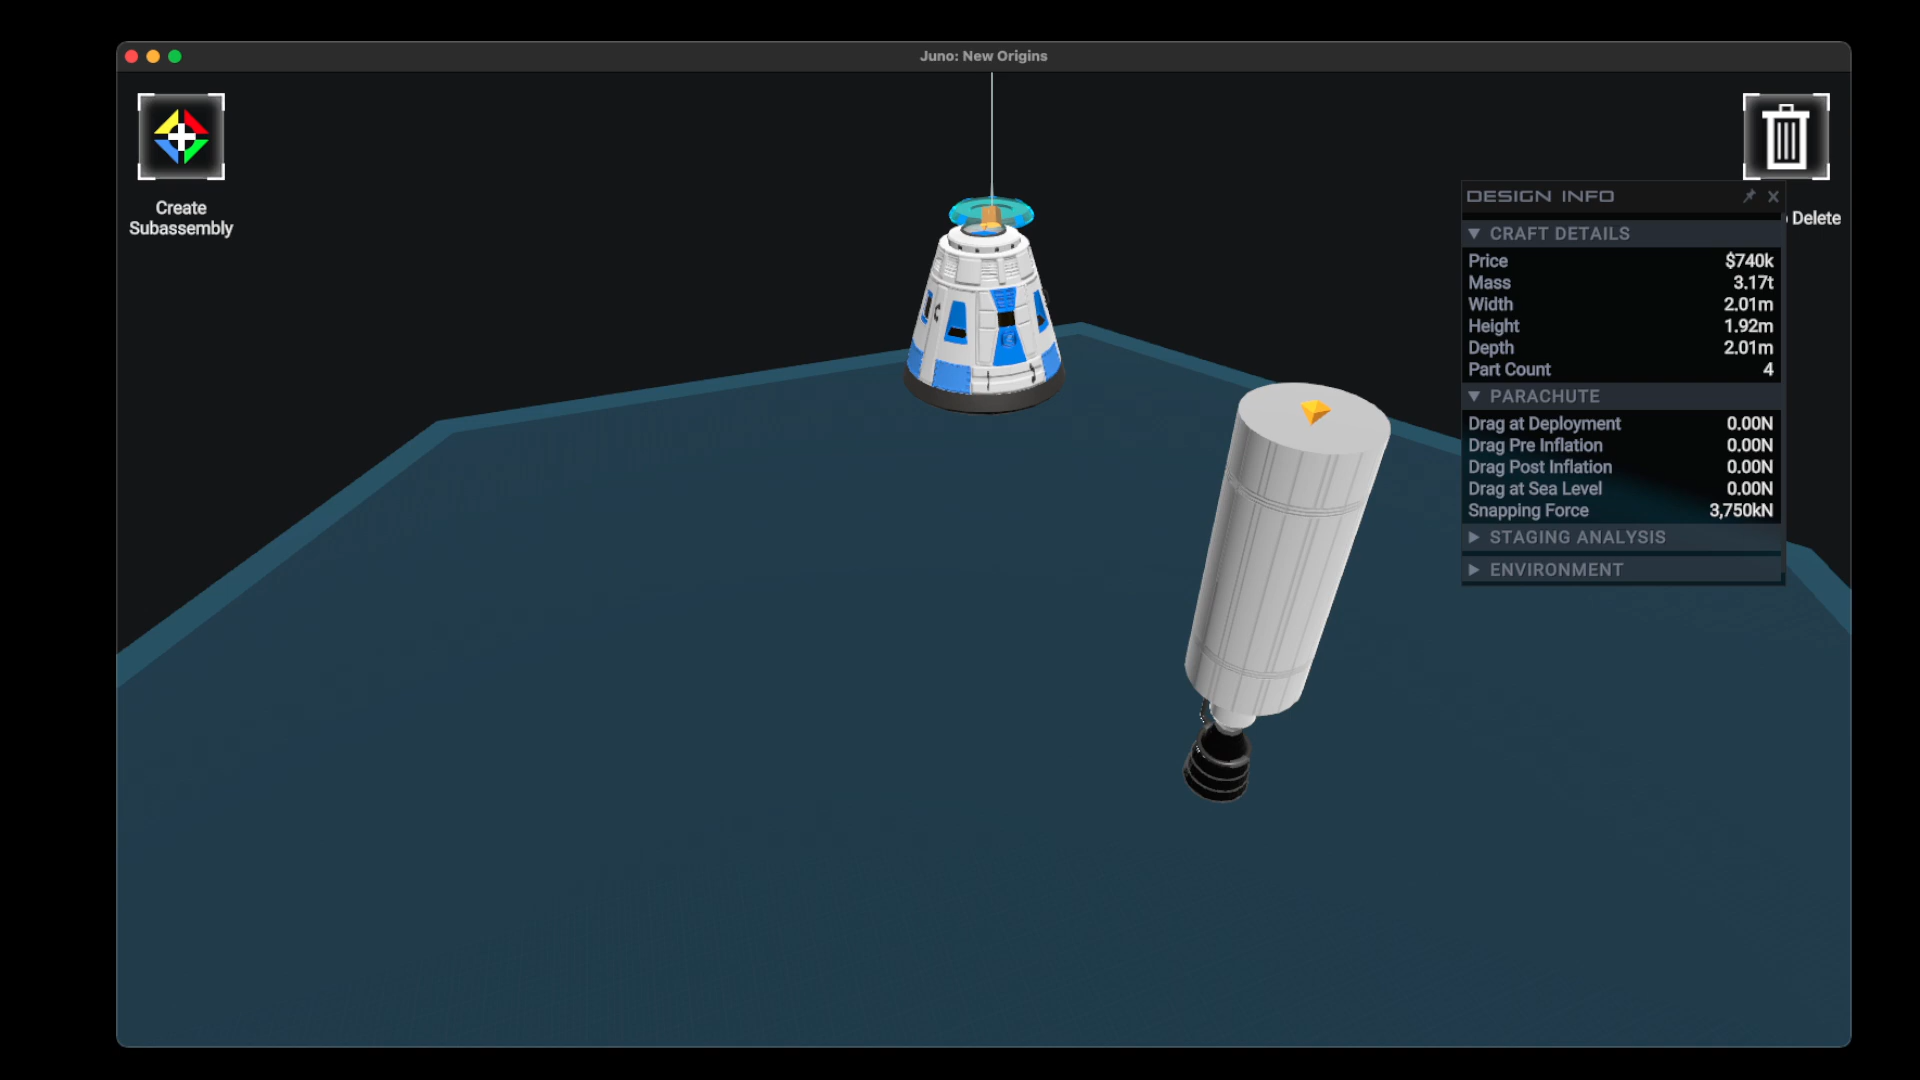 Juno: New Origins
Create
Subassembly
Delete
DESIGN INFO
CRAFT DETAILS
Price $740k
Mass 3.17t
Width 2.01m
Height 1.92m
Depth 2.01m
Part Count 4
PARACHUTE
Drag at Deployment 0.00N
Drag Pre Inflation 0.00N
Drag Post Inflation 0.00N
Drag at Sea Level 0.00N
Snapping Force 3,750kN
STAGING ANALYSIS
ENVIRONMENT